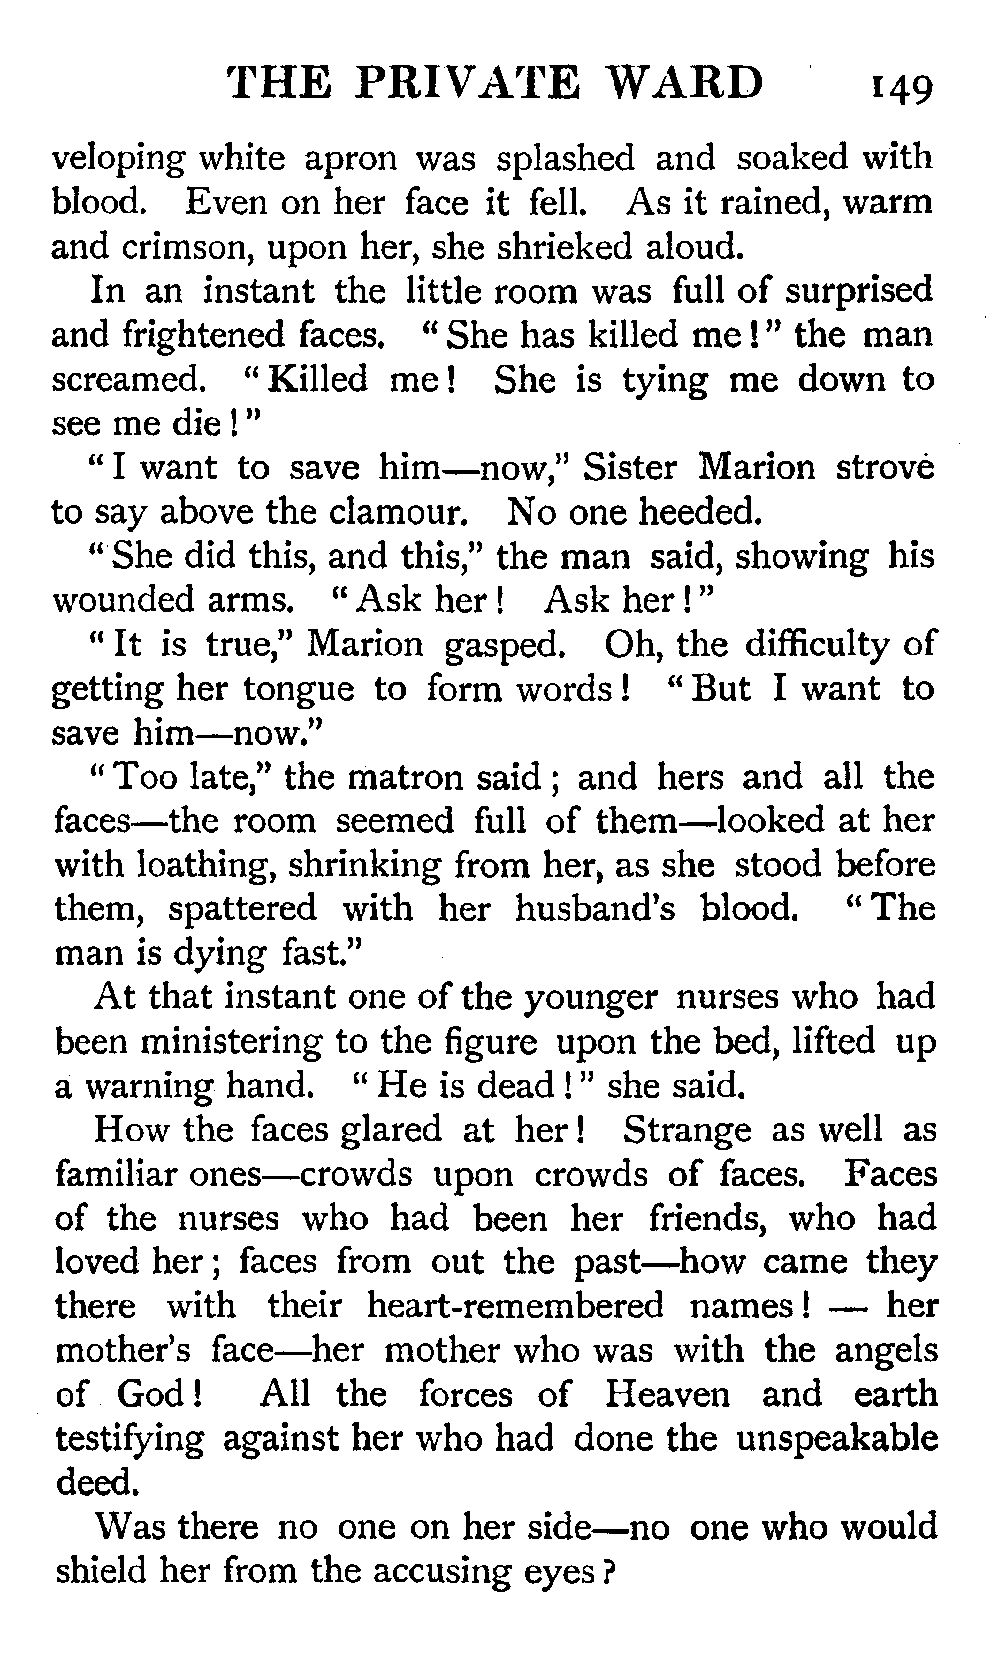 THE PRIVATE WARD 149
veloping white apron was splashed and soaked with
blood. Even on her face it fell. As it rained, warm
and crimson, upon her, she shrieked aloud.
In an instant the little room was full of surprised
and frightened faces. "She has killed me!" the man
screamed. "Killed me! She is tying me down to
see me die!"
"I want to save him—now," Sister Marion strove
to say above the clamour. No one heeded.
"She did this, and this," the man said, showing his
wounded arms. "Ask her! Ask her!"
"It is true," Marion gasped. Oh, the difficulty of
getting her tongue to form words! "But I want to
save him—now."
"Too late," the matron said; and hers and all the
faces—the room seemed full of them—looked at her
with loathing, shrinking from her, as she stood before
them, spattered with her husband's blood. "The
man is dying fast."
At that instant one of the younger nurses who had
been ministering to the figure upon the bed, lifted up
a warning hand. "He is dead!" she said.
How the faces glared at her! Strange as well as
familiar ones—crowds upon crowds of faces. Faces
of the nurses who had been her friends, who had
loved her; faces from out the past—how came they
there with their heart-remembered names! — her
mother's face—her mother who was with the angels
of God! All the forces of Heaven and earth
testifying against her who had done the unspeakable
deed.
Was there no one on her side—no one who would
shield her from the accusing eyes?